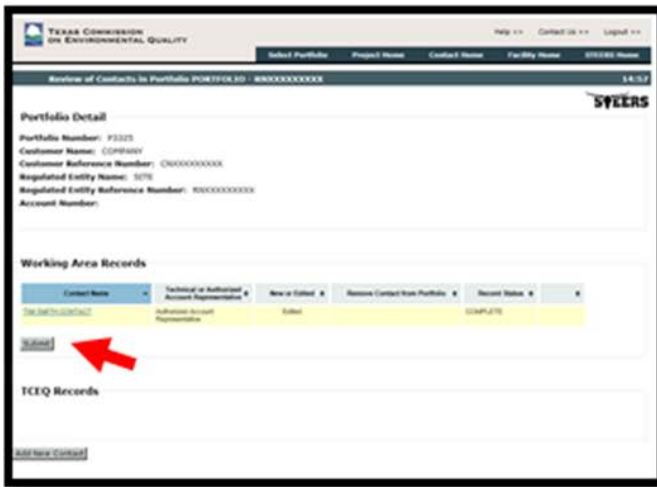 TEXAS COMMISSION
ON ENVIRONMENTAL QUALITY
Help >> Contact Us >> Logout >>
Select Portfolio Project Home Contact Home Facility Home STEERS Home
Review of Contacts in Portfolio PORTFOLIO - RNXXXXXXXXX 14:57
STEERS
Portfolio Detail
Portfolio Number: P3225
Customer Name: COMPANY
Customer Reference Number: CNXXXXXXXXX
Regulated Entity Name: SITE
Regulated Entity Reference Number: RNXXXXXXXXX
Account Number:
Working Area Records
Contact Name Technical or Authorized Account Representative New or Edited Remove Contact from Portfolio Record Status
CONTACT Authorized Account Edited COMPLETE
Representative
Submit
TCEQ Records
Add New Contact